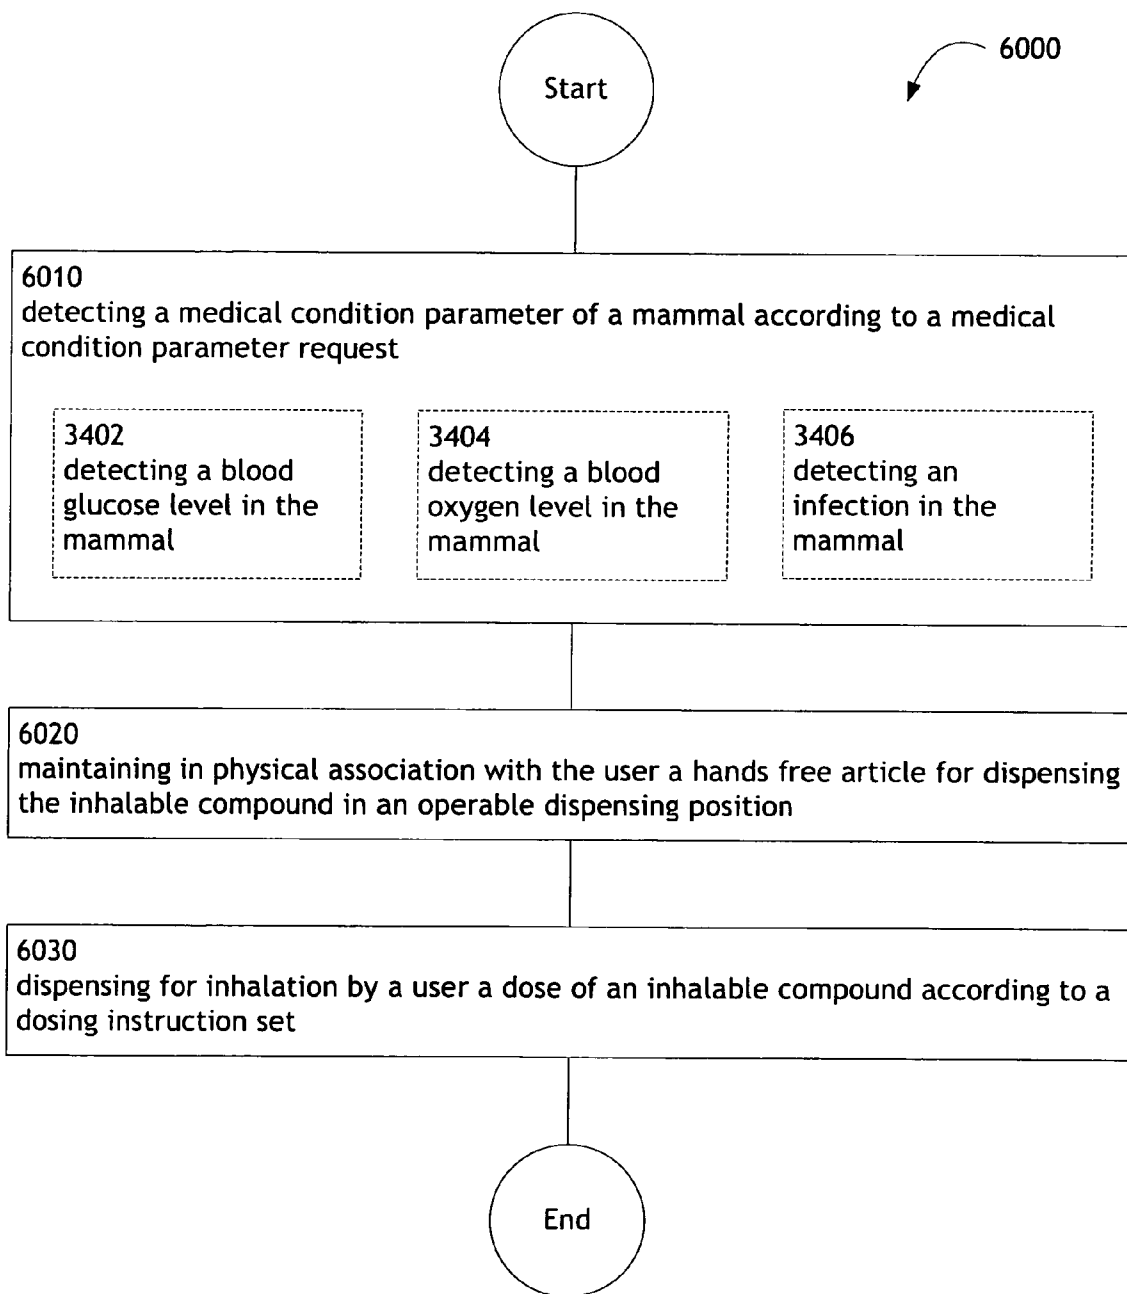 6000
Start
6010
detecting a medical condition parameter of a mammal according to a medical
condition parameter request
3402
detecting a blood
glucose level in the
mammal
3404
detecting a blood
oxygen level in the
mammal
3406
detecting an
infection in the
mammal
6020
maintaining in physical association with the user a hands free article for dispensing
the inhalable compound in an operable dispensing position
6030
dispensing for inhalation by a user a dose of an inhalable compound according to a
dosing instruction set
End